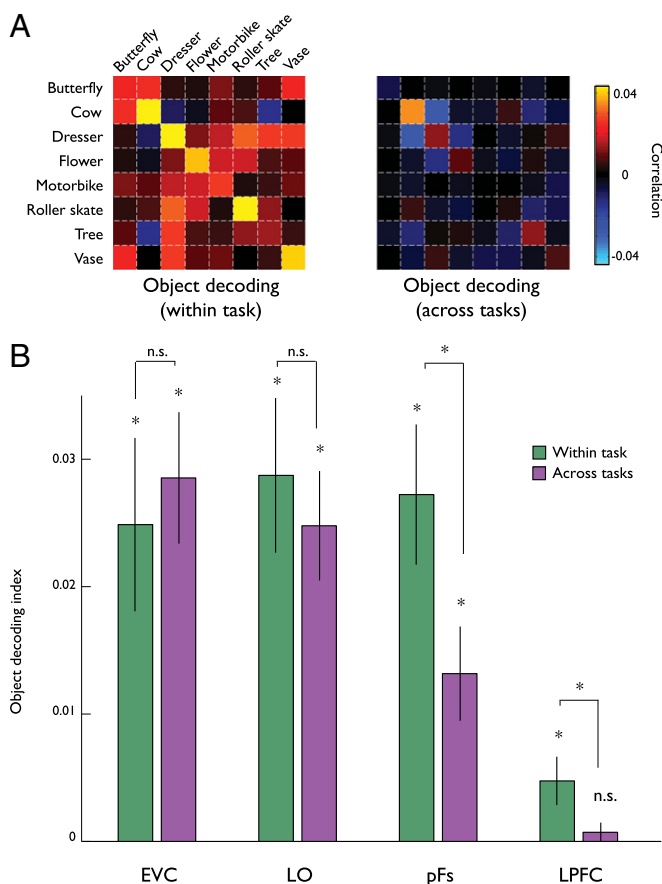 A
Butterfly
Cow
Dresser
Flower
Motorbike
Roller skate
Tree
Vase
Butterfly
Cow
Dresser
Flower
Motorbike
Roller skate
Tree
Vase
0.04
0
-0.04
Correlation
Object decoding
(within task)
Object decoding
(across tasks)
B
n.s.
n.s.
*
*
*
*
*
*
*
*
*
*
n.s.
Within task
Across tasks
0.03
0.02
0.01
0
Object decoding index
EVC
LO
pFs
LPFC